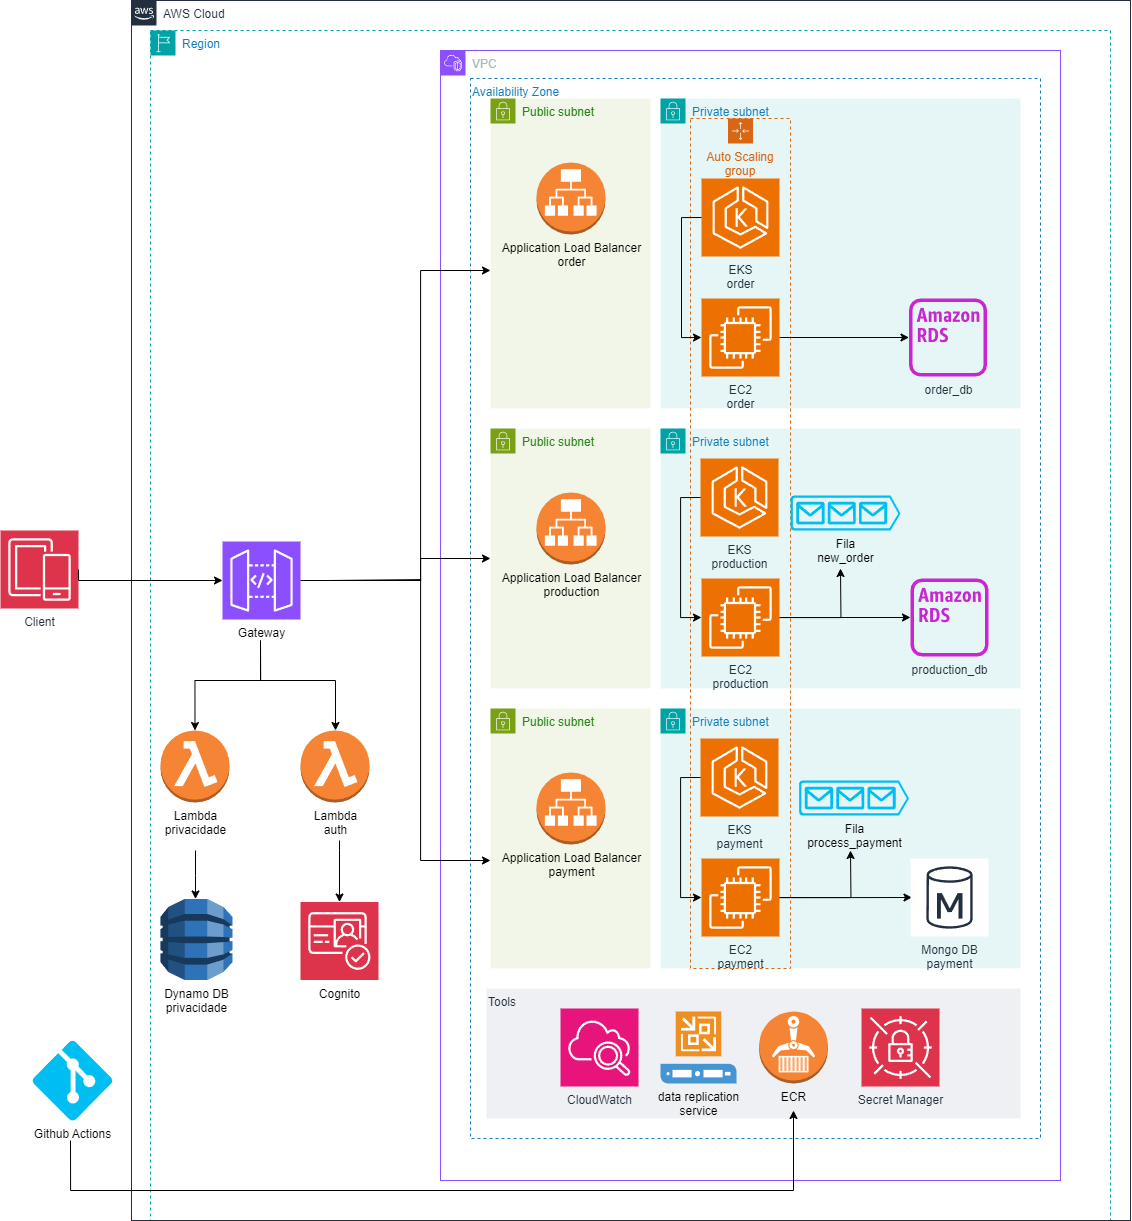 aws
AWS Cloud
Region
VPC
Availability Zone
Public subnet
Private subnet
Auto Scaling
group
Application Load Balancer
order
K
EKS
order
EC2
order
Amazon
RDS
order_db
Public subnet
Private subnet
Application Load Balancer
production
K
EKS
production
Fila
new_order
EC2
production
Amazon
RDS
production_db
Client
</>
Gateway
Public subnet
Private subnet
Application Load Balancer
payment
K
EKS
payment
Fila
process_payment
EC2
payment
M
Mongo DB
payment
λ
Lambda
privacidade
λ
Lambda
auth
Dynamo DB
privacidade
Cognito
Tools
CloudWatch
data replication
service
ECR
Secret Manager
Github Actions